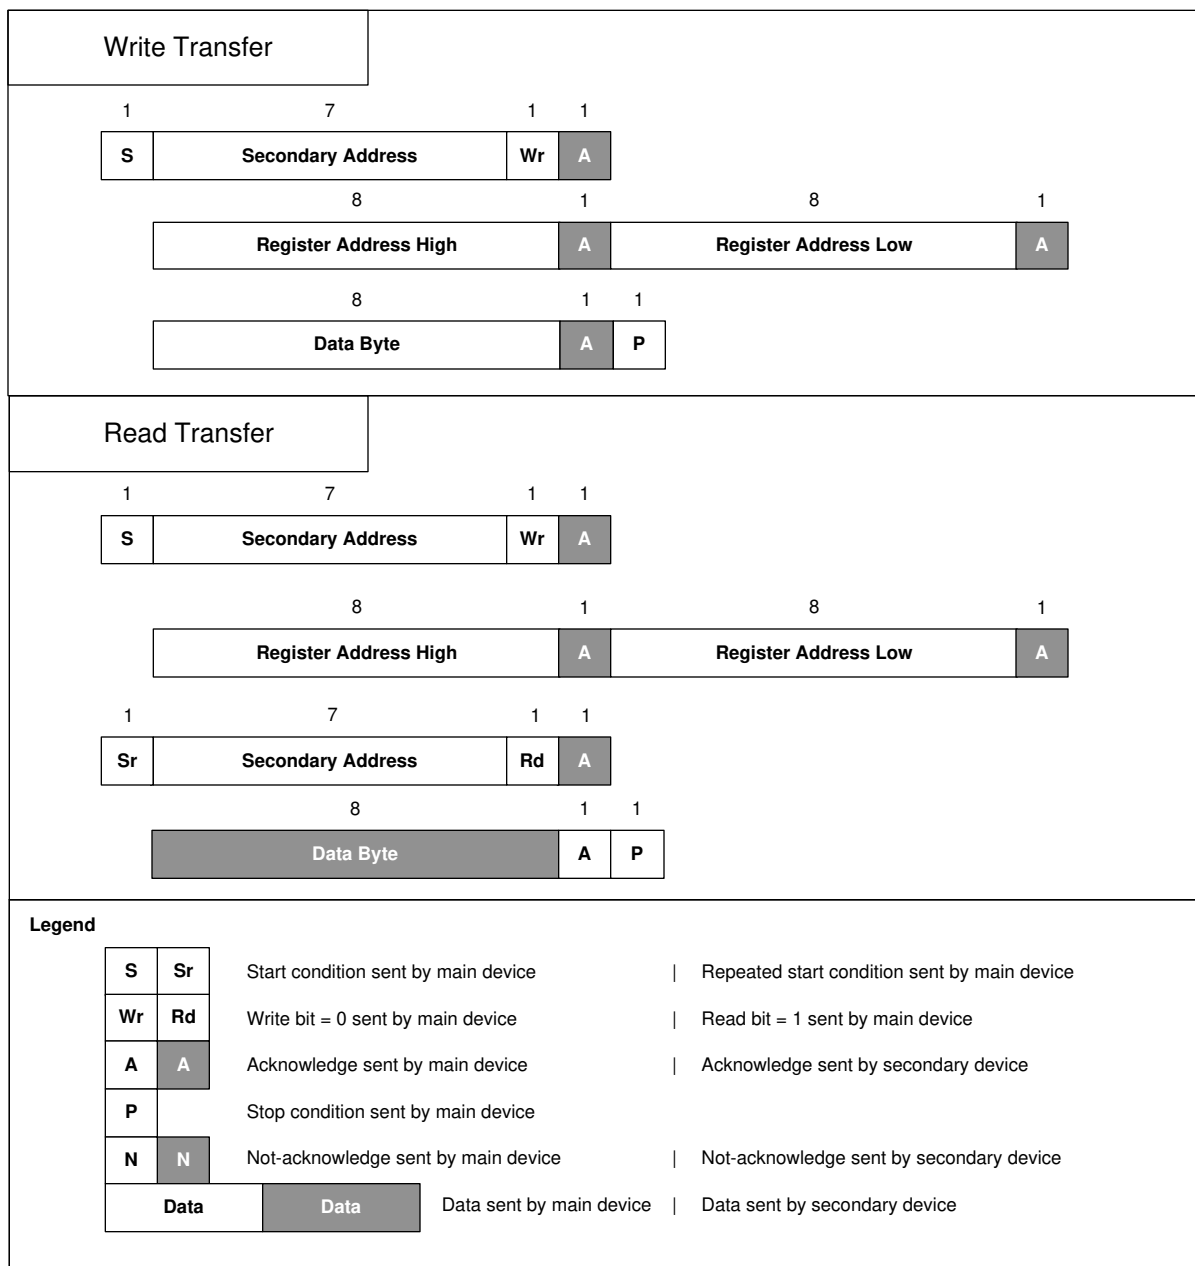 Write Transfer
1 7 1 1
S Secondary Address Wr A
8 1 8 1
Register Address High A Register Address Low A
8 1 1
Data Byte A P
Read Transfer
1 7 1 1
S Secondary Address Wr A
8 1 8 1
Register Address High A Register Address Low A
1 7 1 1
Sr Secondary Address Rd A
8 1 1
Data Byte A P
Legend
S Sr Start condition sent by main device | Repeated start condition sent by main device
Wr Rd Write bit = 0 sent by main device | Read bit = 1 sent by main device
A A Acknowledge sent by main device | Acknowledge sent by secondary device
P Stop condition sent by main device
N N Not-acknowledge sent by main device | Not-acknowledge sent by secondary device
Data Data Data sent by main device | Data sent by secondary device